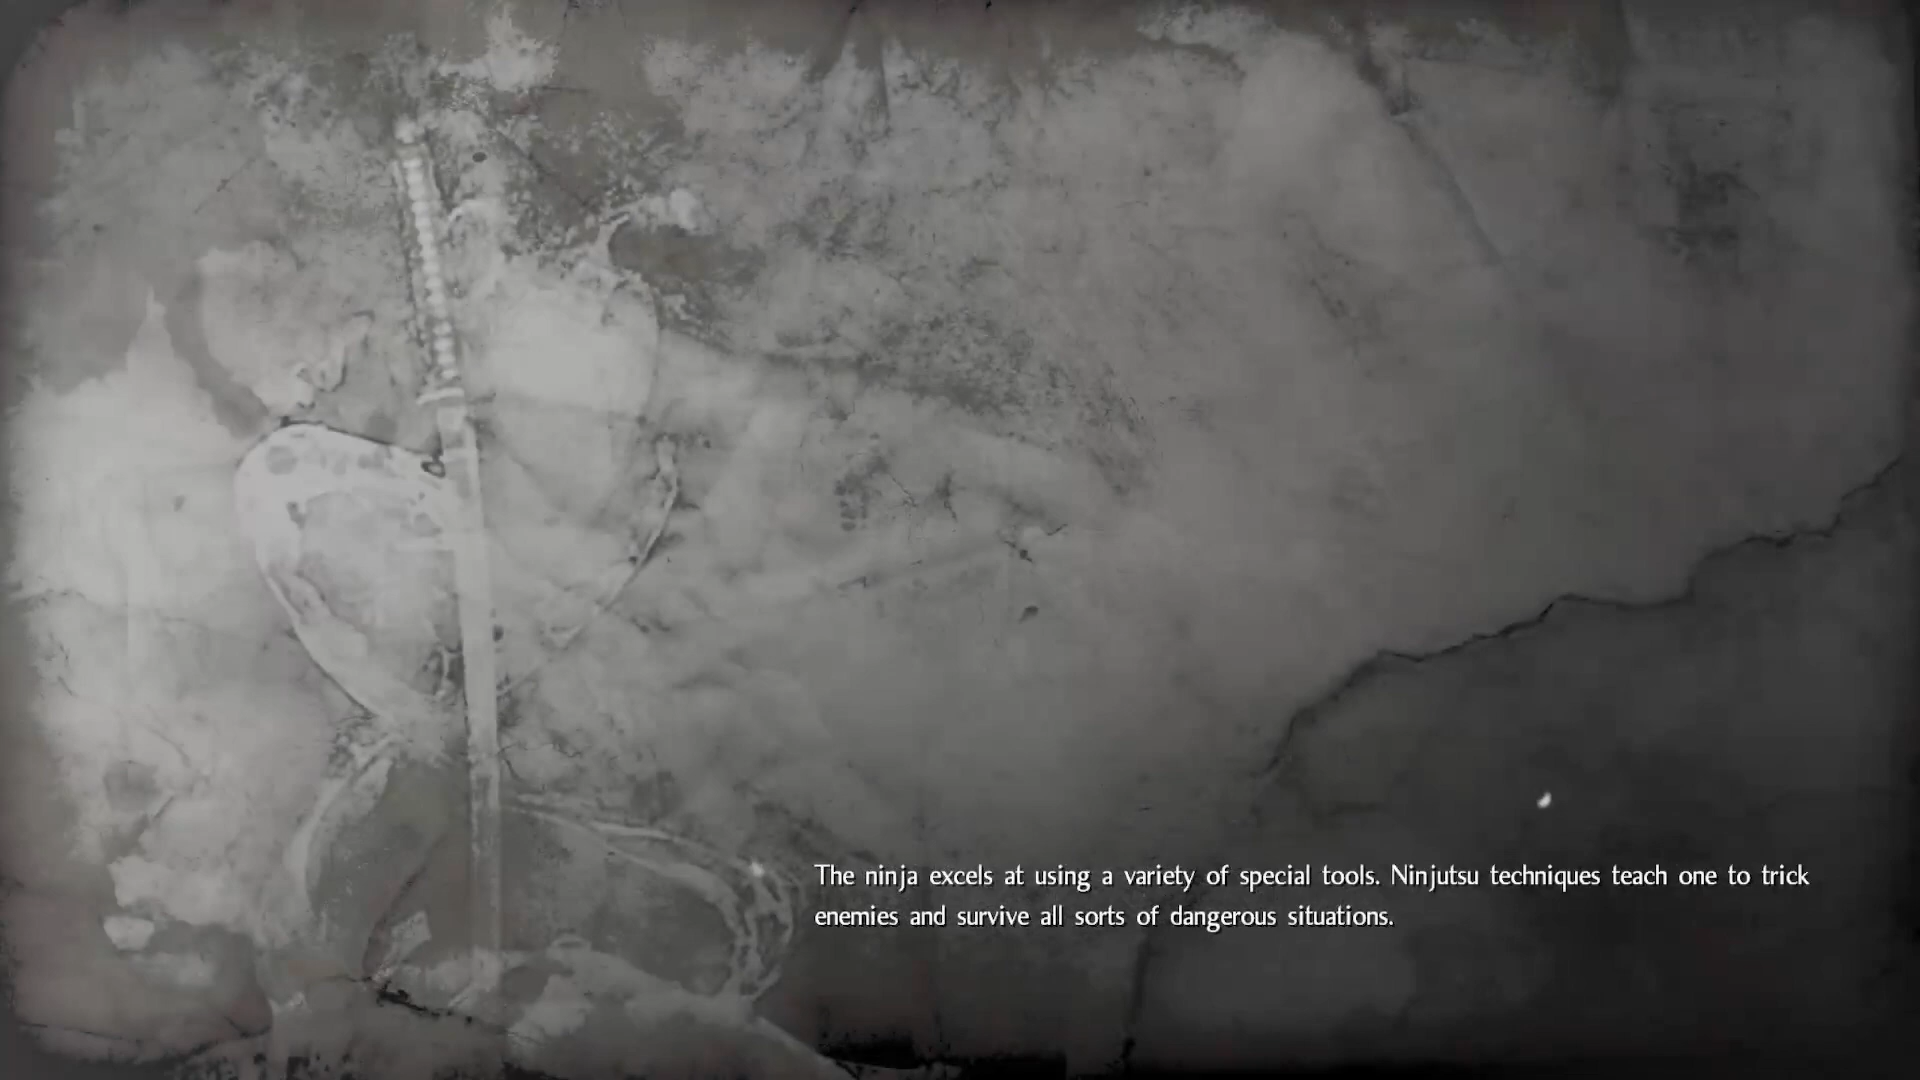 The ninja excels at using a variety of special tools. Ninjutsu techniques teach one to trick
enemies and survive all sorts of dangerous situations.